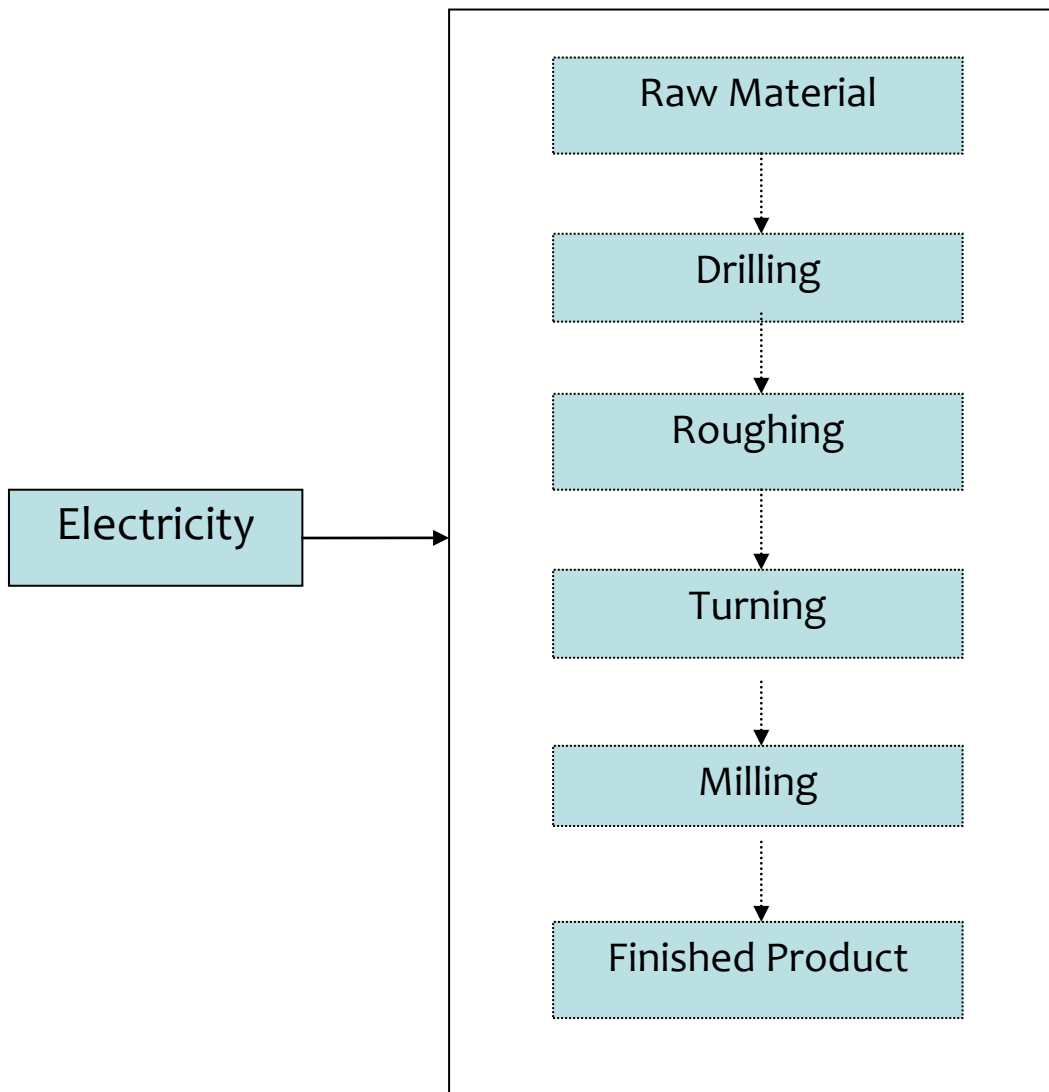 Raw Material
Drilling
Roughing
Electricity
Turning
Milling
Finished Product